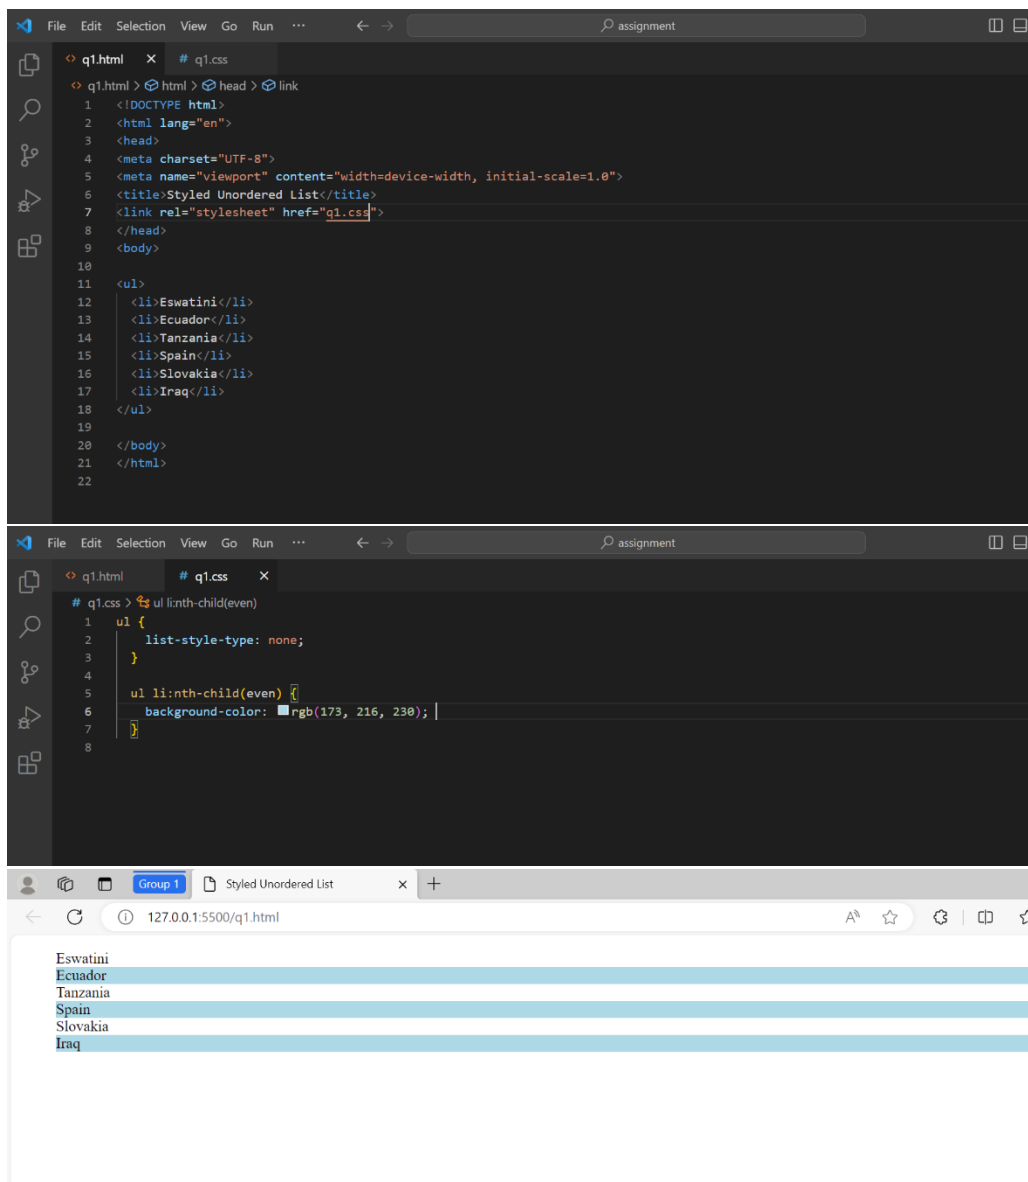 File Edit Selection View Go Run ··· ← → assignment
q1.html × # q1.css
q1.html > html > head > link
1 <!DOCTYPE html>
2 <html lang="en">
3 <head>
4 <meta charset="UTF-8">
5 <meta name="viewport" content="width=device-width, initial-scale=1.0">
6 <title>Styled Unordered List</title>
7 <link rel="stylesheet" href="q1.css">
8 </head>
9 <body>
10
11 <ul>
12 <li>Eswatini</li>
13 <li>Ecuador</li>
14 <li>Tanzania</li>
15 <li>Spain</li>
16 <li>Slovakia</li>
17 <li>Iraq</li>
18 </ul>
19
20 </body>
21 </html>
22
File Edit Selection View Go Run ··· ← → assignment
q1.html # q1.css ×
# q1.css > ul li:nth-child(even)
1 ul {
2 list-style-type: none;
3 }
4
5 ul li:nth-child(even) {
6 background-color: rgb(173, 216, 230);
7 }
8
Group 1 Styled Unordered List × +
127.0.0.1:5500/q1.html
Eswatini
Ecuador
Tanzania
Spain
Slovakia
Iraq